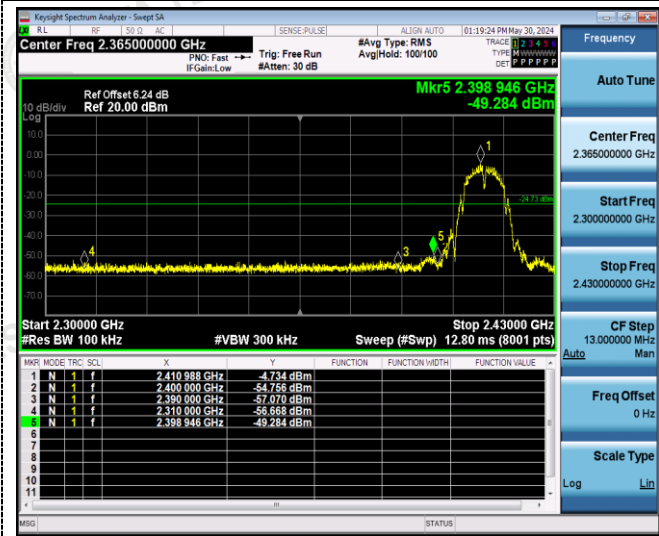 Keysight Spectrum Analyzer - Swept SA
RL RF 50 Ω AC SENSE:PULSE ALIGN AUTO 01:19:24 PM May 30, 2024
Center Freq 2.365000000 GHz
PNO: Fast
IFGain:Low
Trig: Free Run
#Atten: 30 dB
#Avg Type: RMS
Avg|Hold: 100/100
TRACE 1 2 3 4 5 6
TYPE M WWWWW
DET P P P P P P
Ref Offset 6.24 dB
10 dB/div Ref 20.00 dBm
Log
Mkr5 2.398 946 GHz
-49.284 dBm
10.0
0.00
-10.0
-20.0
-30.0
-40.0
-50.0
-60.0
-70.0
1
-24.73 dBm
4
3
5
Start 2.30000 GHz Stop 2.43000 GHz
#Res BW 100 kHz #VBW 300 kHz Sweep (#Swp) 12.80 ms (8001 pts)
MKR MODE TRC SCL X Y FUNCTION FUNCTION WIDTH FUNCTION VALUE
1 N 1 f 2.410 988 GHz -4.734 dBm
2 N 1 f 2.400 000 GHz -54.756 dBm
3 N 1 f 2.390 000 GHz -57.070 dBm
4 N 1 f 2.310 000 GHz -56.668 dBm
5 N 1 f 2.398 946 GHz -49.284 dBm
6
7
8
9
10
11
MSG STATUS
Frequency
Auto Tune
Center Freq
2.365000000 GHz
Start Freq
2.300000000 GHz
Stop Freq
2.430000000 GHz
CF Step
13.000000 MHz
Auto Man
Freq Offset
0 Hz
Scale Type
Log Lin